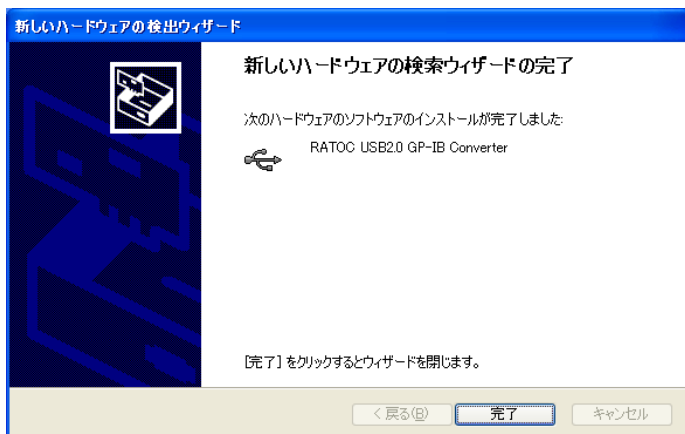 新しいハードウェアの検出ウィザード
新しいハードウェアの検索ウィザードの完了
次のハードウェアのソフトウェアのインストールが完了しました:
RATOC USB2.0 GP-IB Converter
[完了] をクリックするとウィザードを閉じます。
< 戻る(B)
完了
キャンセル